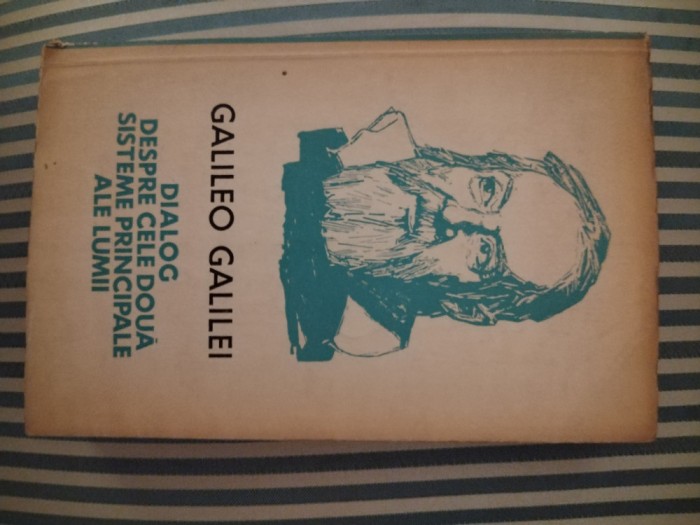 GALILEO GALILEI
DIALOG
DESPRE CELE DOUĂ
SISTEME PRINCIPALE
ALE LUMII